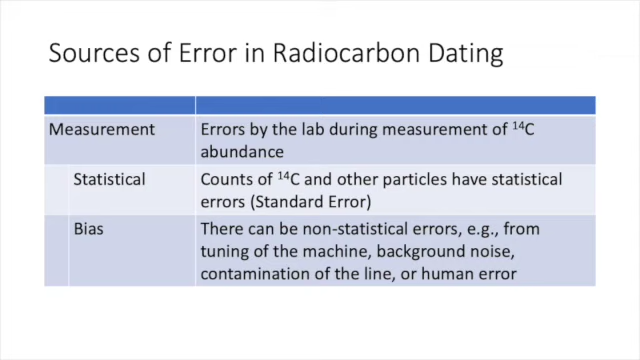 Sources of Error in Radiocarbon Dating
Measurement
Errors by the lab during measurement of ¹⁴C
abundance
Statistical
Counts of ¹⁴C and other particles have statistical
errors (Standard Error)
Bias
There can be non-statistical errors, e.g., from
tuning of the machine, background noise,
contamination of the line, or human error